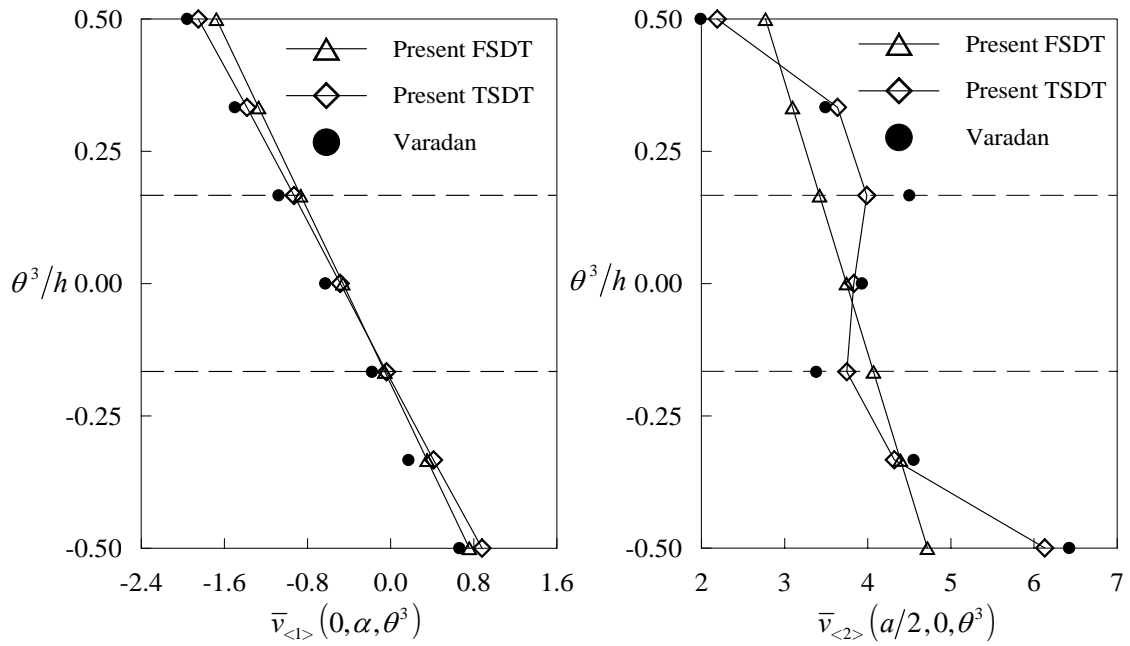 0.50
Present FSDT
Present TSDT
Varadan
0.25
θ³/h 0.00
-0.25
-0.50
-2.4 -1.6 -0.8 0.0 0.8 1.6
v̅<1>(0,α,θ³)
0.50
Present FSDT
Present TSDT
Varadan
0.25
θ³/h 0.00
-0.25
-0.50
2 3 4 5 6 7
v̅<2>(a/2,0,θ³)